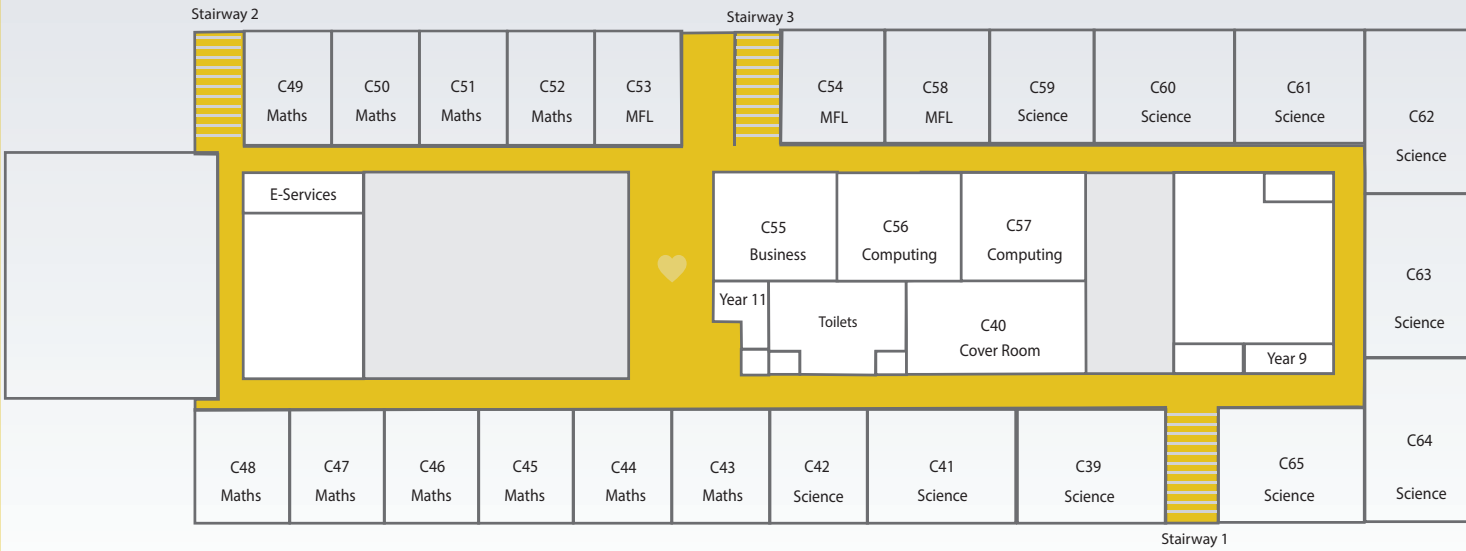 Stairway 2
Stairway 3
C49
Maths
C50
Maths
C51
Maths
C52
Maths
C53
MFL
C54
MFL
C58
MFL
C59
Science
C60
Science
C61
Science
C62
Science
E-Services
C55
Business
C56
Computing
C57
Computing
C63
Science
Year 11
Toilets
C40
Cover Room
Year 9
C48
Maths
C47
Maths
C46
Maths
C45
Maths
C44
Maths
C43
Maths
C42
Science
C41
Science
C39
Science
C65
Science
C64
Science
Stairway 1